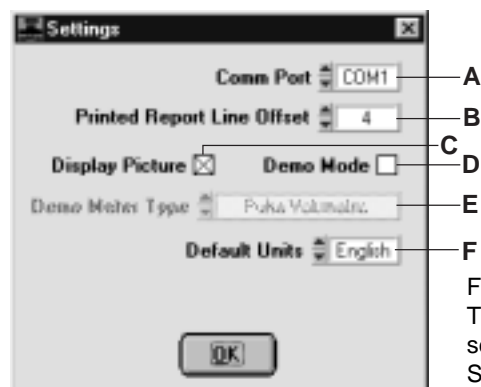 Settings
Comm Port COM1 A
Printed Report Line Offset 4 B
C
Display Picture Demo Mode D
Demo Meter Type E
Default Units English F
F
T
S
OK